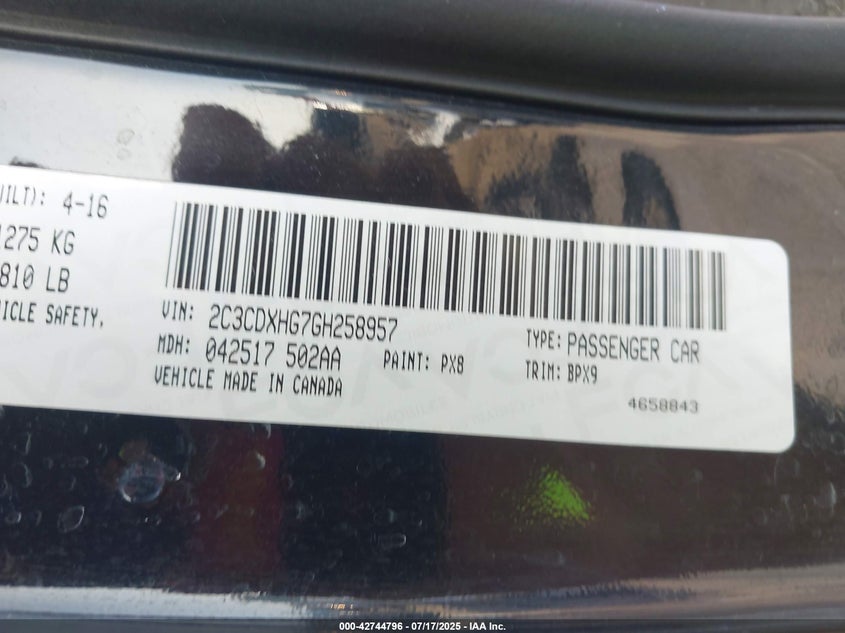 UILT): 4-16
1275 KG
810 LB
ICLE SAFETY,
VIN: 2C3CDXHG7GH258957
MDH: 042517 502AA
PAINT: PX8
VEHICLE MADE IN CANADA
TYPE: PASSENGER CAR
TRIM: BPX9
4658843
000-42744796 - 07/17/2025 - IAA Inc.